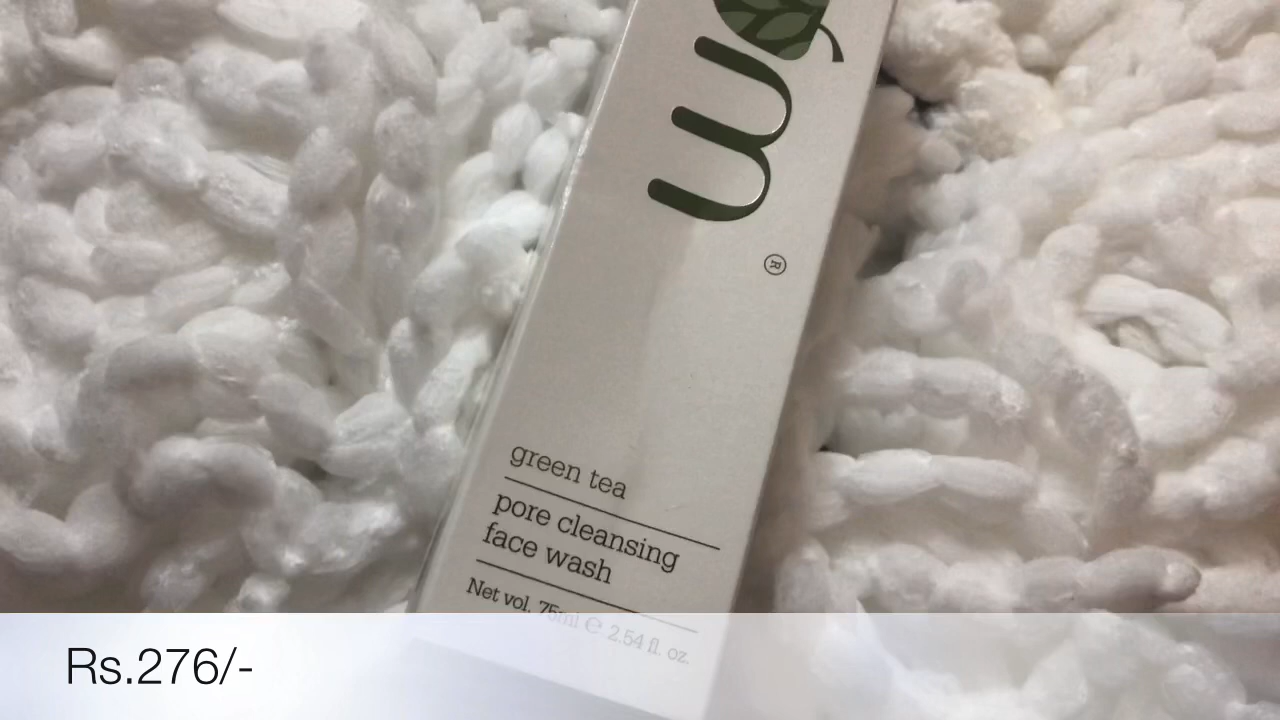 ®
green tea
pore cleansing
face wash
Net vol. 75ml e 2.54 fl. oz.
Rs.276/-